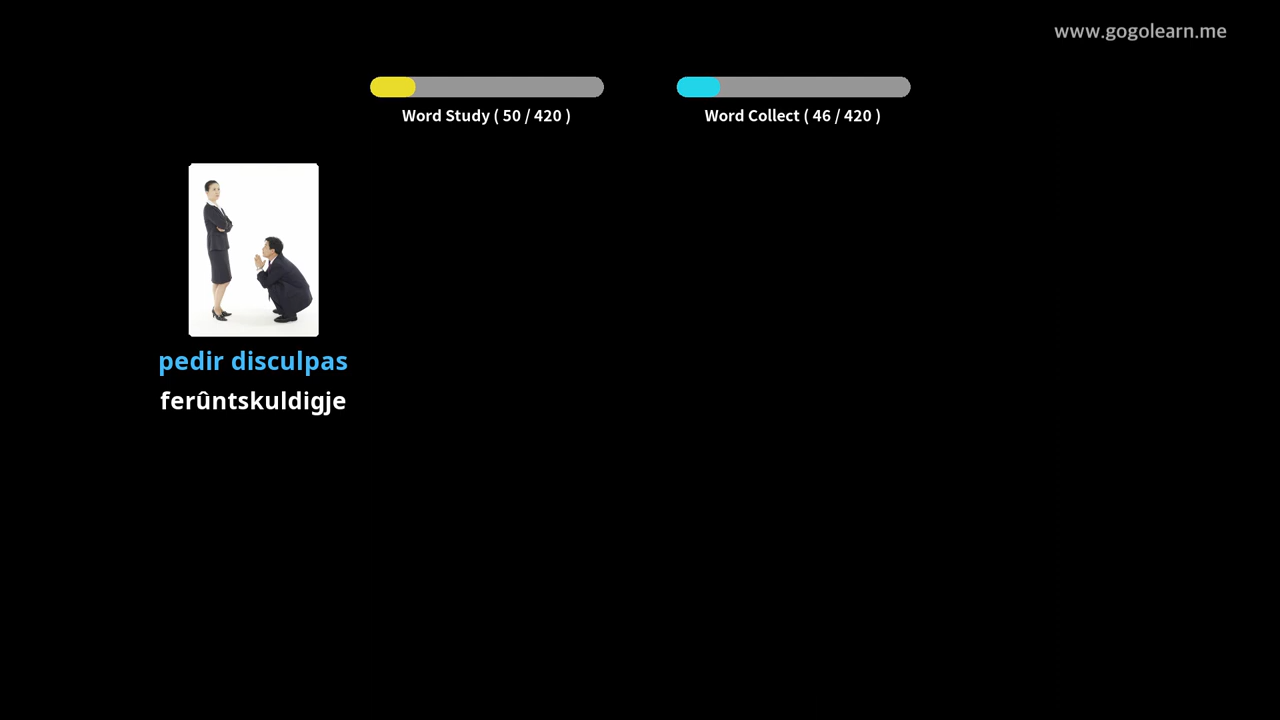 www.gogolearn.me
Word Study ( 50 / 420 )
Word Collect ( 46 / 420 )
pedir disculpas
ferûntskuldigje